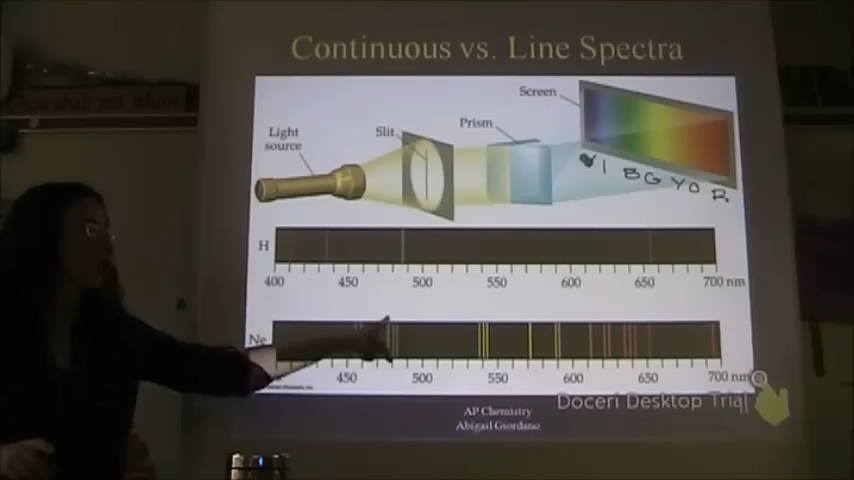 Continuous vs. Line Spectra
Screen
Light
source
Slit
Prism
I B G Y O R
H
400 450 500 550 600 650 700 nm
Ne
450 500 550 600 650 700 nm
Doceri Desktop Trial
AP Chemistry
Abigail Giordano